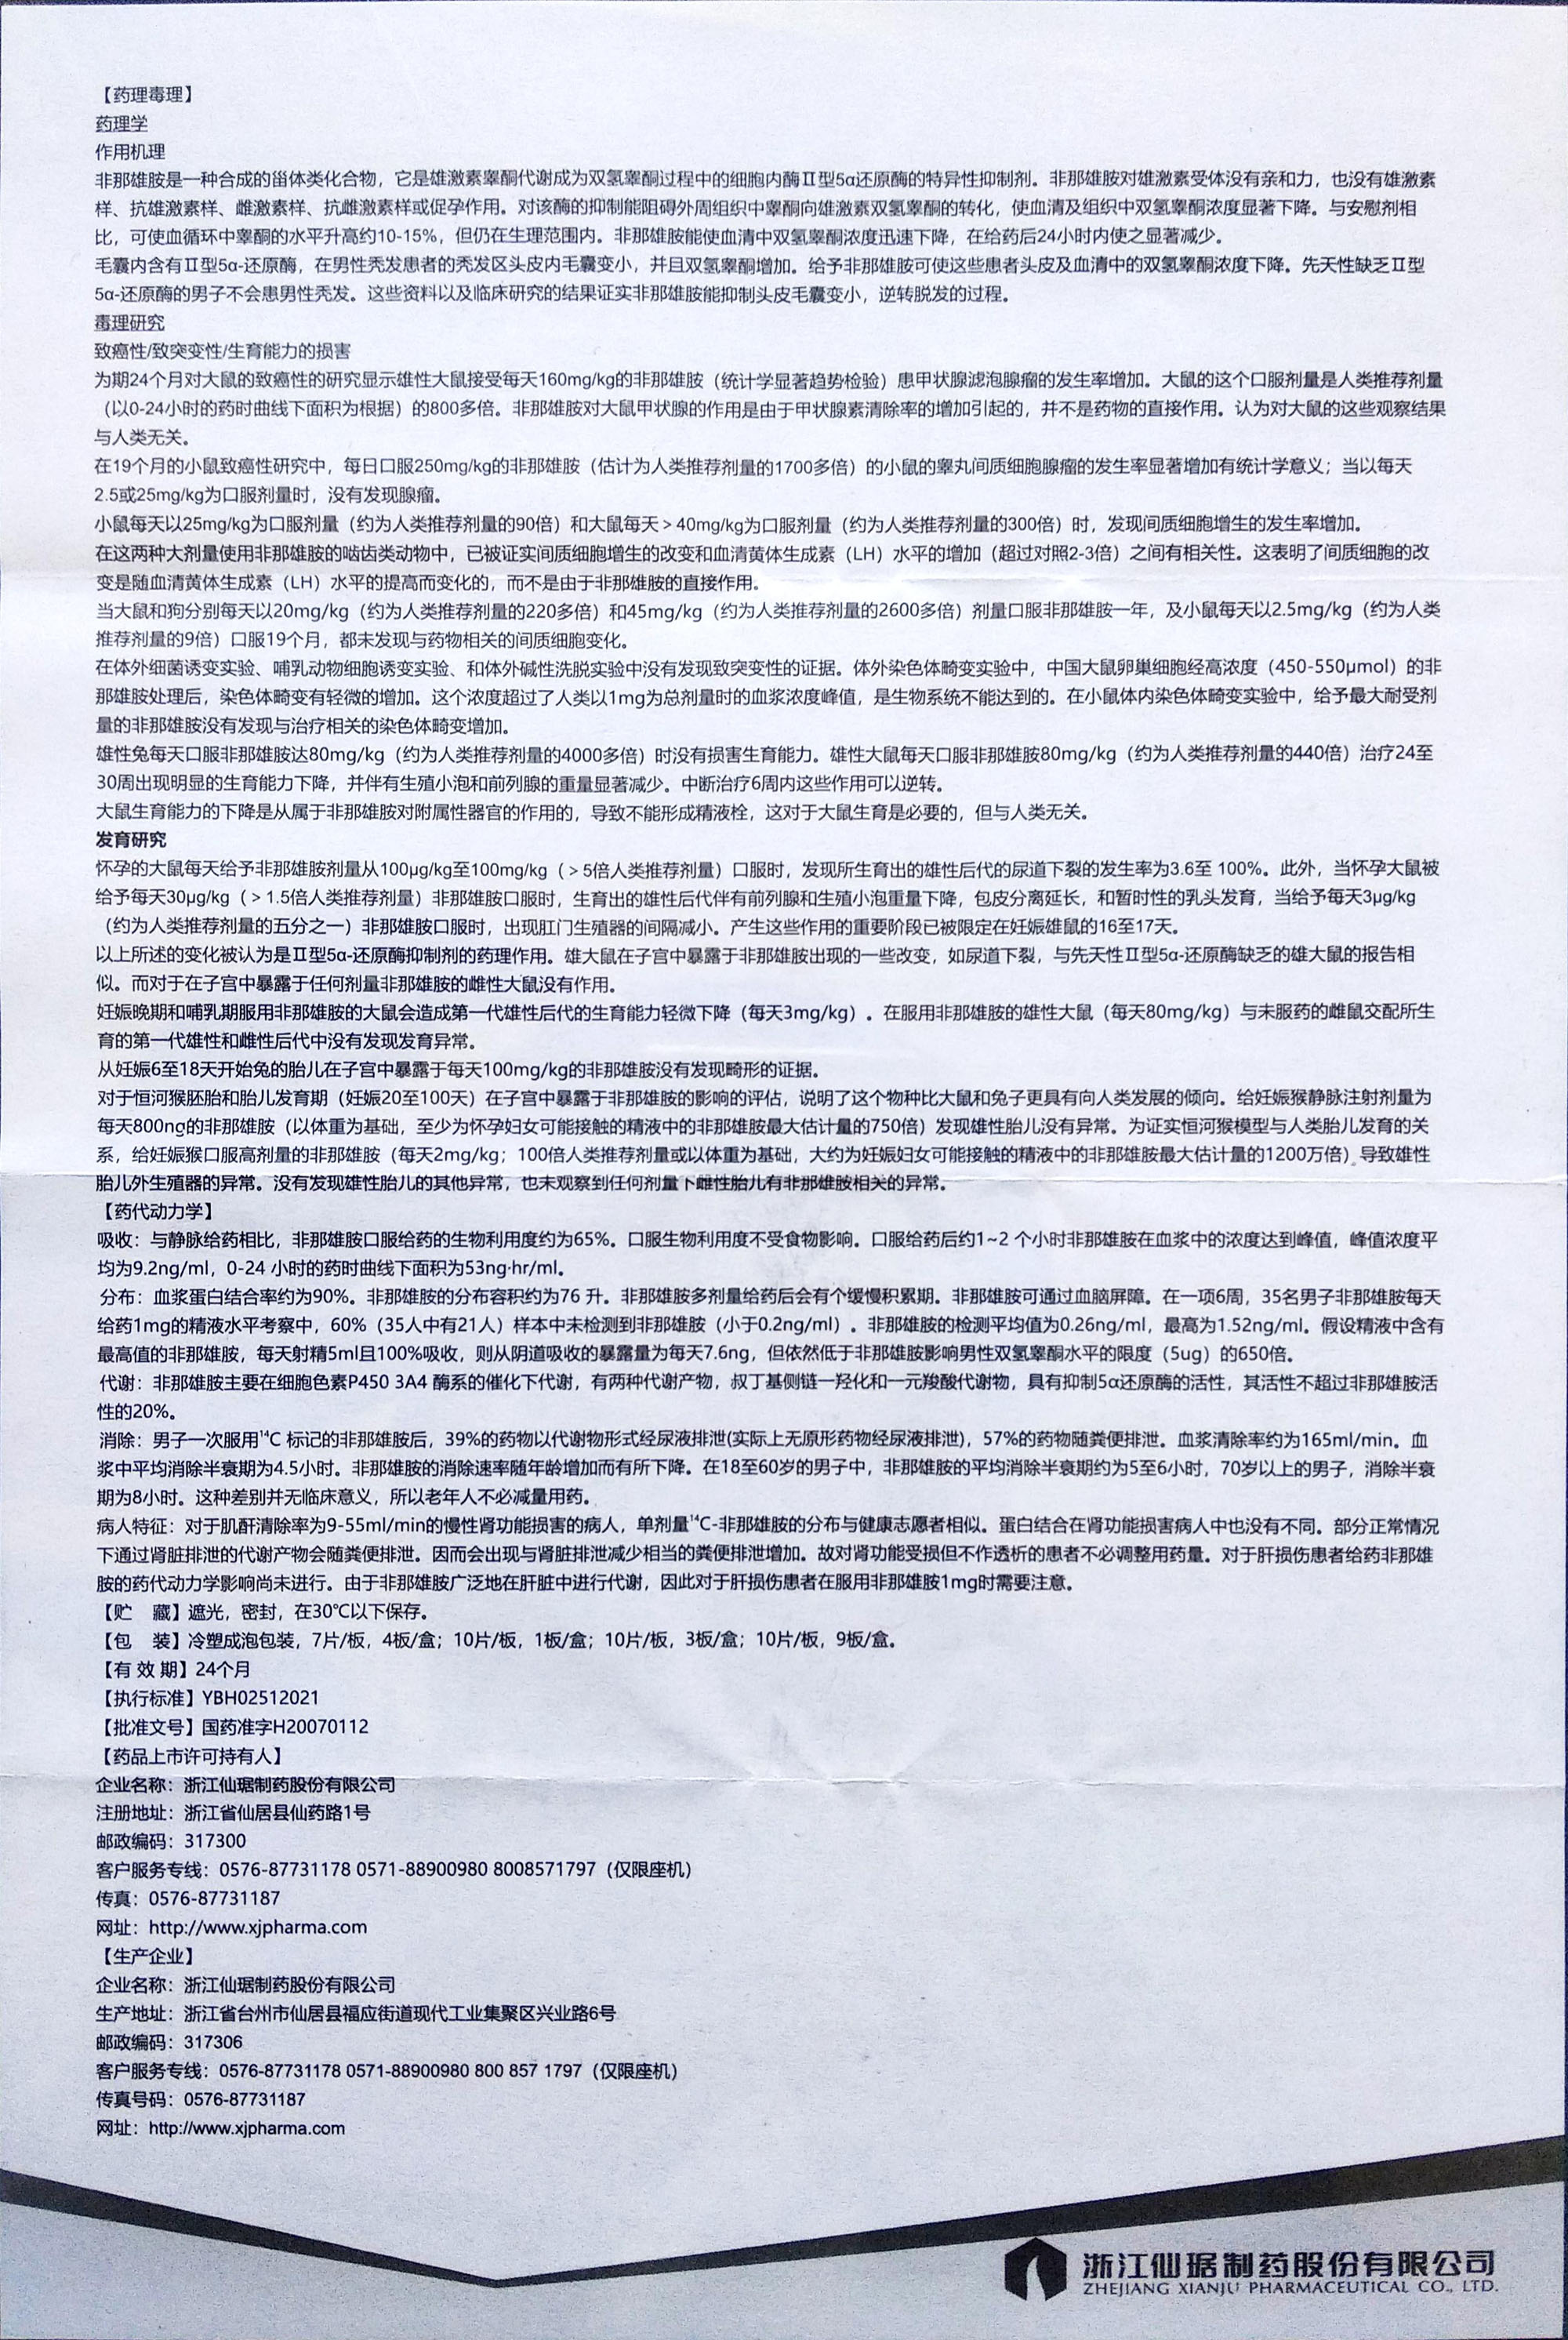 【药理毒理】
药理学
作用机理
非那雄胺是一种合成的甾体类化合物，它是雄激素睾酮代谢成为双氢睾酮过程中的细胞内酶Ⅱ型5α还原酶的特异性抑制剂。非那雄胺对雄激素受体没有亲和力，也没有雄激素
样、抗雄激素样、雌激素样、抗雌激素样或促孕作用。对该酶的抑制能阻碍外周组织中睾酮向雄激素双氢睾酮的转化，使血清及组织中双氢睾酮浓度显著下降。与安慰剂相
比，可使血循环中睾酮的水平升高约10-15%，但仍在生理范围内。非那雄胺能使血清中双氢睾酮浓度迅速下降，在给药后24小时内使之显著减少。
毛囊内含有Ⅱ型5α-还原酶，在男性秃发患者的秃发区头皮内毛囊变小，并且双氢睾酮增加。给予非那雄胺可使这些患者头皮及血清中的双氢睾酮浓度下降。先天性缺乏Ⅱ型
5α-还原酶的男子不会患男性秃发。这些资料以及临床研究的结果证实非那雄胺能抑制头皮毛囊变小，逆转脱发的过程。
毒理研究
致癌性/致突变性/生育能力的损害
为期24个月对大鼠的致癌性的研究显示雄性大鼠接受每天160mg/kg的非那雄胺（统计学显著趋势检验）患甲状腺滤泡腺瘤的发生率增加。大鼠的这个口服剂量是人类推荐剂量
（以0-24小时的药时曲线下面积为根据）的800多倍。非那雄胺对大鼠甲状腺的作用是由于甲状腺素清除率的增加引起的，并不是药物的直接作用。认为对大鼠的这些观察结果
与人类无关。
在19个月的小鼠致癌性研究中，每日口服250mg/kg的非那雄胺（估计为人类推荐剂量的1700多倍）的小鼠的睾丸间质细胞腺瘤的发生率显著增加有统计学意义；当以每天
2.5或25mg/kg为口服剂量时，没有发现腺瘤。
小鼠每天以25mg/kg为口服剂量（约为人类推荐剂量的90倍）和大鼠每天＞40mg/kg为口服剂量（约为人类推荐剂量的300倍）时，发现间质细胞增生的发生率增加。
在这两种大剂量使用非那雄胺的啮齿类动物中，已被证实间质细胞增生的改变和血清黄体生成素（LH）水平的增加（超过对照2-3倍）之间有相关性。这表明了间质细胞的改
变是随血清黄体生成素（LH）水平的提高而变化的，而不是由于非那雄胺的直接作用。
当大鼠和狗分别每天以20mg/kg（约为人类推荐剂量的220多倍）和45mg/kg（约为人类推荐剂量的2600多倍）剂量口服非那雄胺一年，及小鼠每天以2.5mg/kg（约为人类
推荐剂量的9倍）口服19个月，都未发现与药物相关的间质细胞变化。
在体外细菌诱变实验、哺乳动物细胞诱变实验、和体外碱性洗脱实验中没有发现致突变性的证据。体外染色体畸变实验中，中国大鼠卵巢细胞经高浓度（450-550μmol）的非
那雄胺处理后，染色体畸变有轻微的增加。这个浓度超过了人类以1mg为总剂量时的血浆浓度峰值，是生物系统不能达到的。在小鼠体内染色体畸变实验中，给予最大耐受剂
量的非那雄胺没有发现与治疗相关的染色体畸变增加。
雄性兔每天口服非那雄胺达80mg/kg（约为人类推荐剂量的4000多倍）时没有损害生育能力。雄性大鼠每天口服非那雄胺80mg/kg（约为人类推荐剂量的440倍）治疗24至
30周出现明显的生育能力下降，并伴有生殖小泡和前列腺的重量显著减少。中断治疗6周内这些作用可以逆转。
大鼠生育能力的下降是从属于非那雄胺对附属性器官的作用的，导致不能形成精液栓，这对于大鼠生育是必要的，但与人类无关。
发育研究
怀孕的大鼠每天给予非那雄胺剂量从100μg/kg至100mg/kg（＞5倍人类推荐剂量）口服时，发现所生育出的雄性后代的尿道下裂的发生率为3.6至 100%。此外，当怀孕大鼠被
给予每天30μg/kg（＞1.5倍人类推荐剂量）非那雄胺口服时，生育出的雄性后代伴有前列腺和生殖小泡重量下降，包皮分离延长，和暂时性的乳头发育，当给予每天3μg/kg
（约为人类推荐剂量的五分之一）非那雄胺口服时，出现肛门生殖器的间隔减小。产生这些作用的重要阶段已被限定在妊娠雄鼠的16至17天。
以上所述的变化被认为是Ⅱ型5α-还原酶抑制剂的药理作用。雄大鼠在子宫中暴露于非那雄胺出现的一些改变，如尿道下裂，与先天性Ⅱ型5α-还原酶缺乏的雄大鼠的报告相
似。而对于在子宫中暴露于任何剂量非那雄胺的雌性大鼠没有作用。
妊娠晚期和哺乳期服用非那雄胺的大鼠会造成第一代雄性后代的生育能力轻微下降（每天3mg/kg）。在服用非那雄胺的雄性大鼠（每天80mg/kg）与未服药的雌鼠交配所生
育的第一代雄性和雌性后代中没有发现发育异常。
从妊娠6至18天开始兔的胎儿在子宫中暴露于每天100mg/kg的非那雄胺没有发现畸形的证据。
对于恒河猴胚胎和胎儿发育期（妊娠20至100天）在子宫中暴露于非那雄胺的影响的评估，说明了这个物种比大鼠和兔子更具有向人类发展的倾向。给妊娠猴静脉注射剂量为
每天800ng的非那雄胺（以体重为基础，至少为怀孕妇女可能接触的精液中的非那雄胺最大估计量的750倍）发现雄性胎儿没有异常。为证实恒河猴模型与人类胎儿发育的关
系，给妊娠猴口服高剂量的非那雄胺（每天2mg/kg；100倍人类推荐剂量或以体重为基础，大约为妊娠妇女可能接触的精液中的非那雄胺最大估计量的1200万倍）,导致雄性
胎儿外生殖器的异常。没有发现雄性胎儿的其他异常，也未观察到任何剂量下雌性胎儿有非那雄胺相关的异常。
【药代动力学】
吸收：与静脉给药相比，非那雄胺口服给药的生物利用度约为65%。口服生物利用度不受食物影响。口服给药后约1~2 个小时非那雄胺在血浆中的浓度达到峰值，峰值浓度平
均为9.2ng/ml，0-24 小时的药时曲线下面积为53ng·hr/ml。
分布：血浆蛋白结合率约为90%。非那雄胺的分布容积约为76 升。非那雄胺多剂量给药后会有个缓慢积累期。非那雄胺可通过血脑屏障。在一项6周，35名男子非那雄胺每天
给药1mg的精液水平考察中，60%（35人中有21人）样本中未检测到非那雄胺（小于0.2ng/ml）。非那雄胺的检测平均值为0.26ng/ml，最高为1.52ng/ml。假设精液中含有
最高值的非那雄胺，每天射精5ml且100%吸收，则从阴道吸收的暴露量为每天7.6ng，但依然低于非那雄胺影响男性双氢睾酮水平的限度（5ug）的650倍。
代谢：非那雄胺主要在细胞色素P450 3A4 酶系的催化下代谢，有两种代谢产物，叔丁基侧链一羟化和一元羧酸代谢物，具有抑制5α还原酶的活性，其活性不超过非那雄胺活
性的20%。
消除：男子一次服用¹⁴C 标记的非那雄胺后，39%的药物以代谢物形式经尿液排泄(实际上无原形药物经尿液排泄)，57%的药物随粪便排泄。血浆清除率约为165ml/min。血
浆中平均消除半衰期为4.5小时。非那雄胺的消除速率随年龄增加而有所下降。在18至60岁的男子中，非那雄胺的平均消除半衰期约为5至6小时，70岁以上的男子，消除半衰
期为8小时。这种差别并无临床意义，所以老年人不必减量用药。
病人特征：对于肌酐清除率为9-55ml/min的慢性肾功能损害的病人，单剂量¹⁴C-非那雄胺的分布与健康志愿者相似。蛋白结合在肾功能损害病人中也没有不同。部分正常情况
下通过肾脏排泄的代谢产物会随粪便排泄。因而会出现与肾脏排泄减少相当的粪便排泄增加。故对肾功能受损但不作透析的患者不必调整用药量。对于肝损伤患者给药非那雄
胺的药代动力学影响尚未进行。由于非那雄胺广泛地在肝脏中进行代谢，因此对于肝损伤患者在服用非那雄胺1mg时需要注意。
【贮　藏】遮光，密封，在30℃以下保存。
【包　装】冷塑成泡包装，7片/板，4板/盒；10片/板，1板/盒；10片/板，3板/盒；10片/板，9板/盒。
【有 效 期】24个月
【执行标准】YBH02512021
【批准文号】国药准字H20070112
【药品上市许可持有人】
企业名称：浙江仙琚制药股份有限公司
注册地址：浙江省仙居县仙药路1号
邮政编码：317300
客户服务专线：0576-87731178 0571-88900980 8008571797（仅限座机）
传真：0576-87731187
网址：http://www.xjpharma.com
【生产企业】
企业名称：浙江仙琚制药股份有限公司
生产地址：浙江省台州市仙居县福应街道现代工业集聚区兴业路6号
邮政编码：317306
客户服务专线：0576-87731178 0571-88900980 800 857 1797（仅限座机）
传真号码：0576-87731187
网址：http://www.xjpharma.com
浙江仙琚制药股份有限公司
ZHEJIANG XIANJU PHARMACEUTICAL CO., LTD.